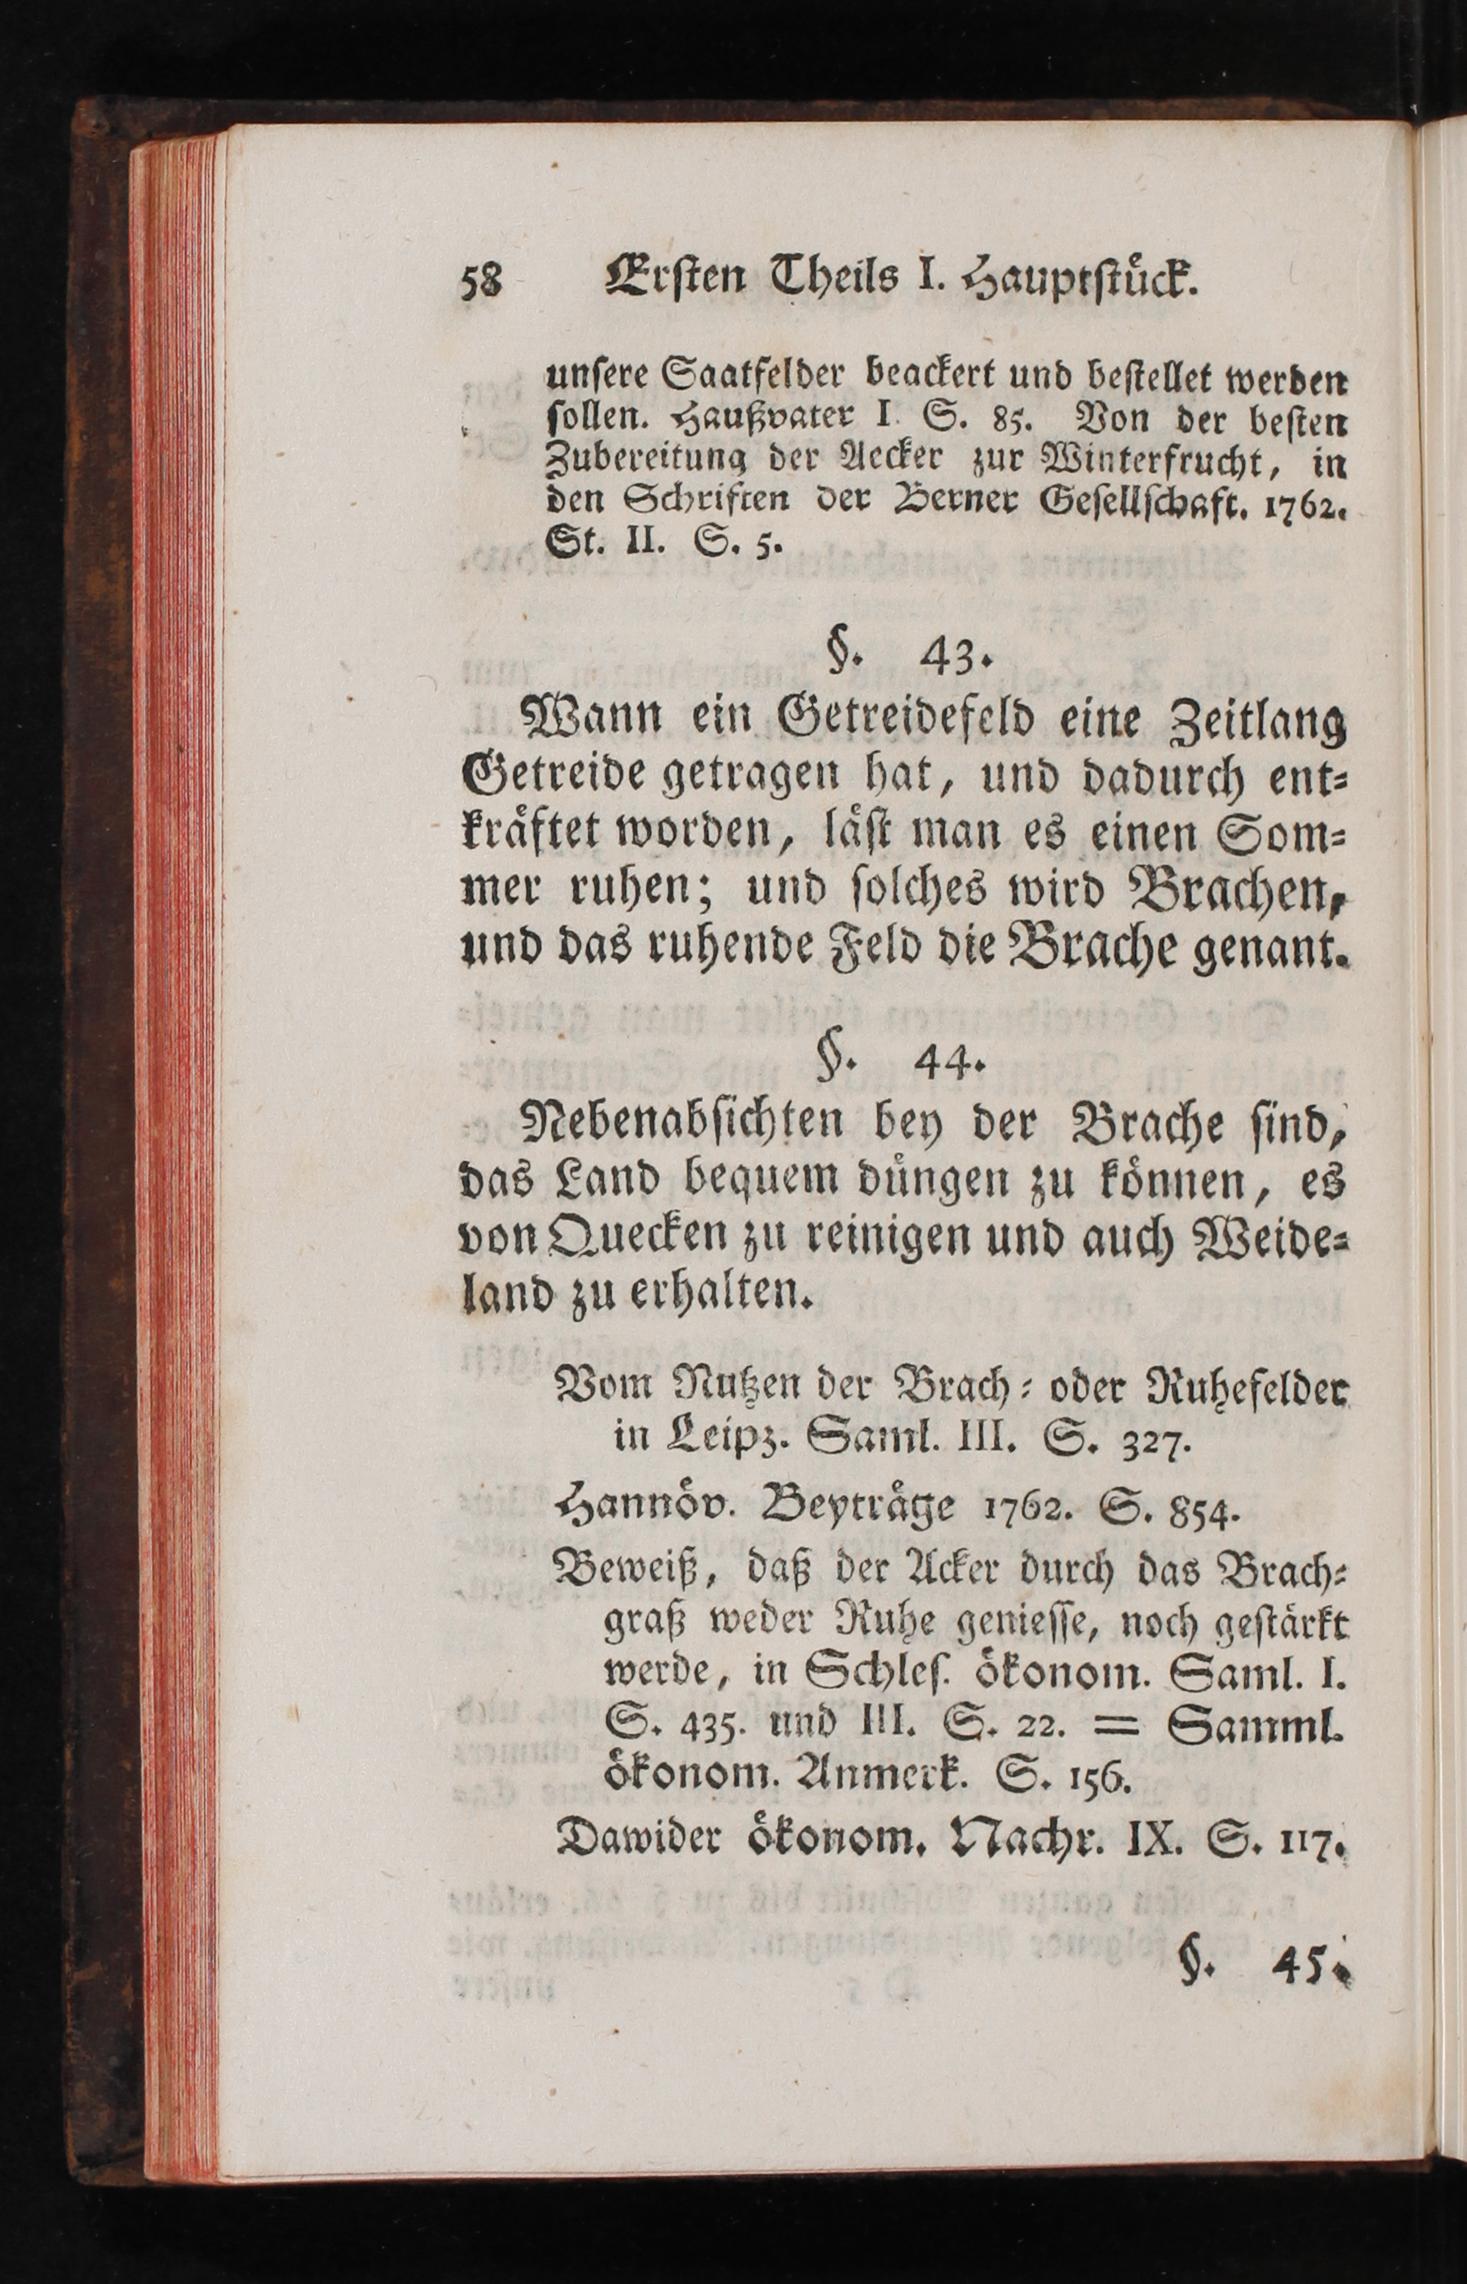 58 Erſten Theils I. Hauptſtück.
unſere Saatfelder beackert und beſtellet werden
ſollen. Haußvater I. S. 85. Von der beſten
Zubereitung der Aecker zur Winterfrucht, in
den Schriften der Berner Geſellſchaft. 1762.
St. II. S. 5.
§. 43.
Wann ein Getreidefeld eine Zeitlang
Getreide getragen hat, und dadurch ent⸗
kräftet worden, läſt man es einen Som⸗
mer ruhen; und ſolches wird Brachen,
und das ruhende Feld die Brache genant.
§. 44.
Nebenabſichten bey der Brache ſind,
das Land bequem düngen zu können, es
von Quecken zu reinigen und auch Weide⸗
land zu erhalten.
Vom Nutzen der Brach⸗ oder Ruhefelder
in Leipz. Saml. III. S. 327.
Hannöv. Beyträge 1762. S. 854.
Beweiß, daß der Acker durch das Brach⸗
graß weder Ruhe genieſſe, noch geſtärkt
werde, in Schleſ. ökonom. Saml. I.
S. 435. und III. S. 22. = Samml.
ökonom. Anmerk. S. 156.
Dawider ökonom. Nachr. IX. S. 117.
§. 45.